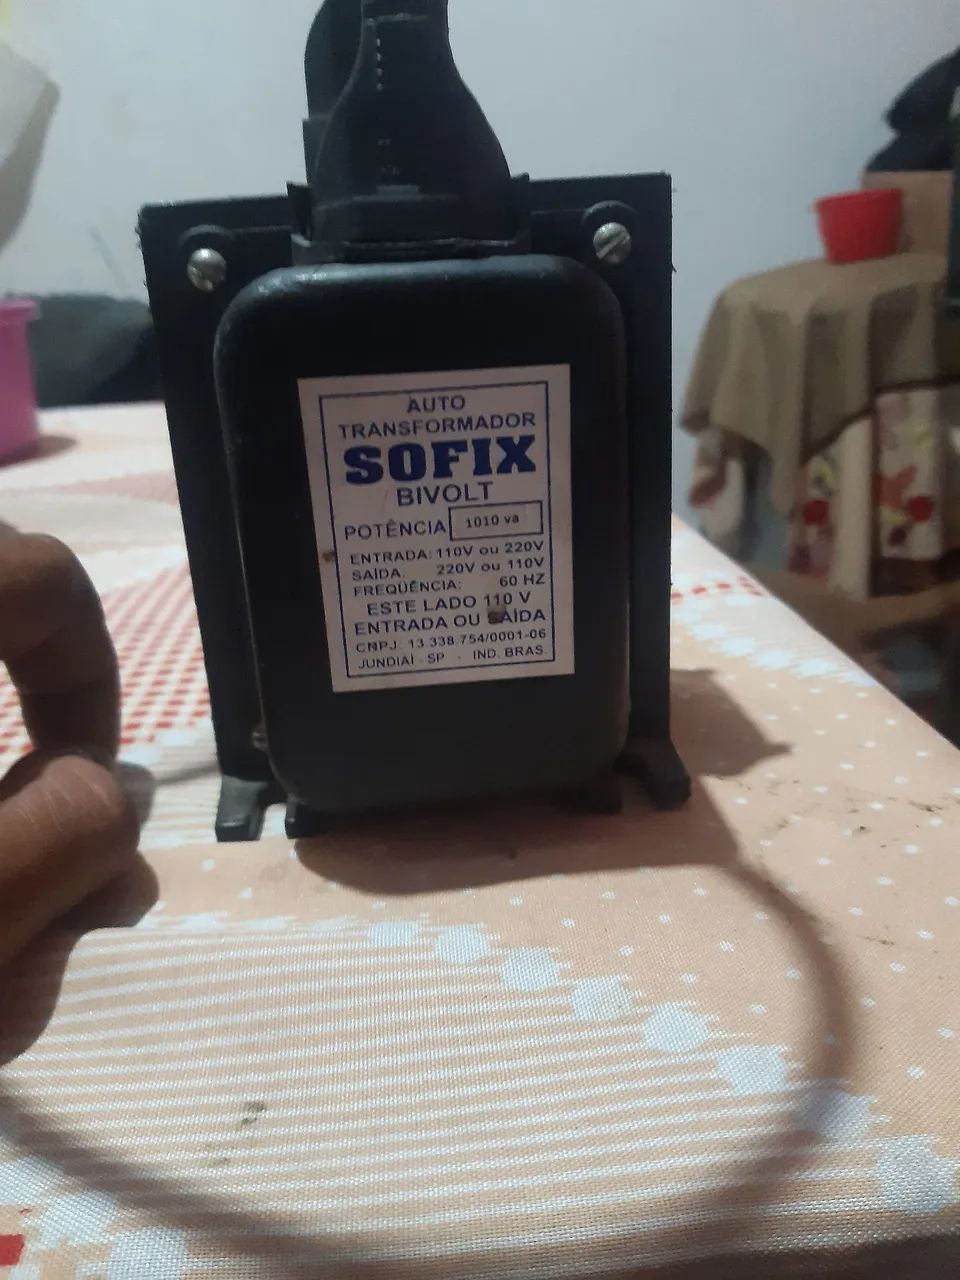 AUTO
TRANSFORMADOR
SOFIX
BIVOLT
POTÊNCIA 1010 va
ENTRADA: 110V ou 220V
SAÍDA: 220V ou 110V
FREQUÊNCIA: 60 HZ
ESTE LADO 110 V
ENTRADA OU SAÍDA
CNPJ: 13 338.754/0001-06
JUNDIAÍ - SP - IND. BRAS.